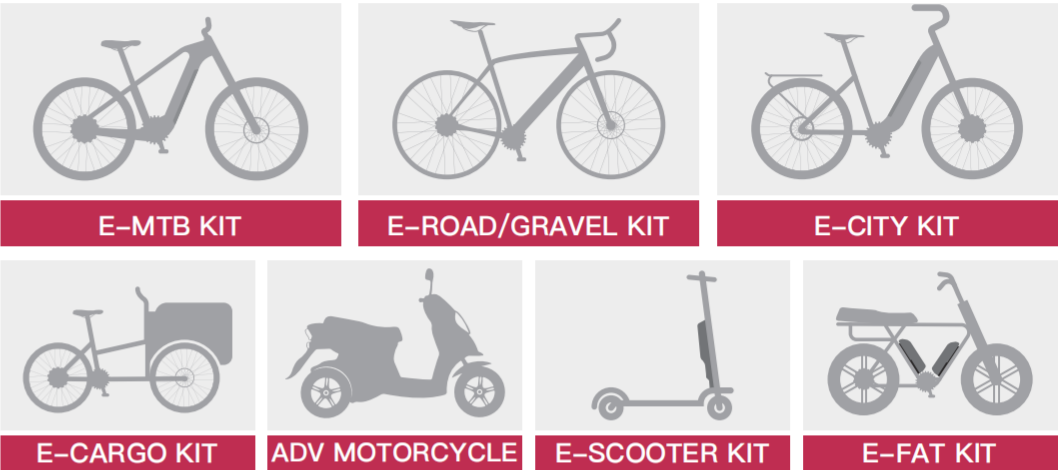 E-MTB KIT
E-ROAD/GRAVEL KIT
E-CITY KIT
E-CARGO KIT
ADV MOTORCYCLE
E-SCOOTER KIT
E-FAT KIT